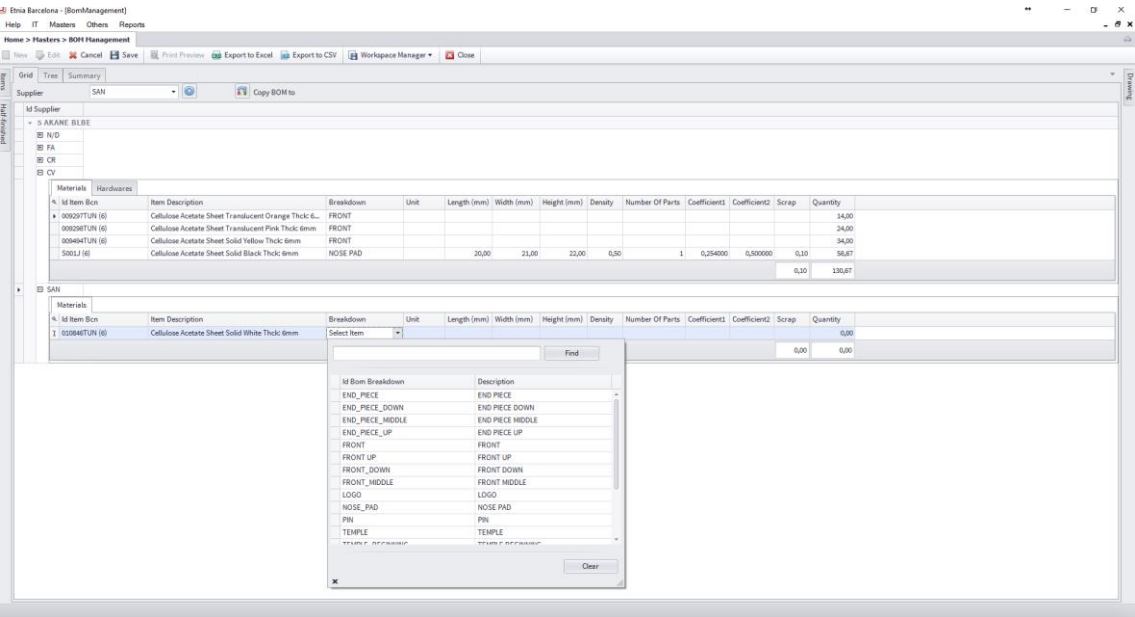 Etnia Barcelona - [BomManagement]
Help IT Masters Others Reports
Home > Masters > BOM Management
New Edit Cancel Save Print Preview Export to Excel Export to CSV Workspace Manager Close
Items
Half-finished
Drawing
Grid Tree Summary
Supplier SAN Copy BOM to
Id Supplier
5 AKANE BLBE
N/D
FA
CR
CV
Materials Hardwares
Id Item Bcn Item Description Breakdown Unit Length (mm) Width (mm) Height (mm) Density Number Of Parts Coefficient1 Coefficient2 Scrap Quantity
009297TUN (6) Cellulose Acetate Sheet Translucent Orange Thck: 6... FRONT 14,00
009298TUN (6) Cellulose Acetate Sheet Translucent Pink Thck: 6mm FRONT 24,00
009494TUN (6) Cellulose Acetate Sheet Solid Yellow Thck: 6mm FRONT 34,00
S001.J (6) Cellulose Acetate Sheet Solid Black Thck: 6mm NOSE PAD 20,00 21,00 22,00 0,50 1 0,254000 0,500000 0,10 58,67
0,10 130,67
SAN
Materials
Id Item Bcn Item Description Breakdown Unit Length (mm) Width (mm) Height (mm) Density Number Of Parts Coefficient1 Coefficient2 Scrap Quantity
010846TUN (6) Cellulose Acetate Sheet Solid White Thck: 6mm Select Item 0,00
0,00 0,00
Find
Id Bom Breakdown Description
END_PIECE END PIECE
END_PIECE_DOWN END PIECE DOWN
END_PIECE_MIDDLE END PIECE MIDDLE
END_PIECE_UP END PIECE UP
FRONT FRONT
FRONT UP FRONT UP
FRONT_DOWN FRONT DOWN
FRONT_MIDDLE FRONT MIDDLE
LOGO LOGO
NOSE_PAD NOSE PAD
PIN PIN
TEMPLE TEMPLE
TEMPLE_BEGINNING TEMPLE BEGINNING
Clear